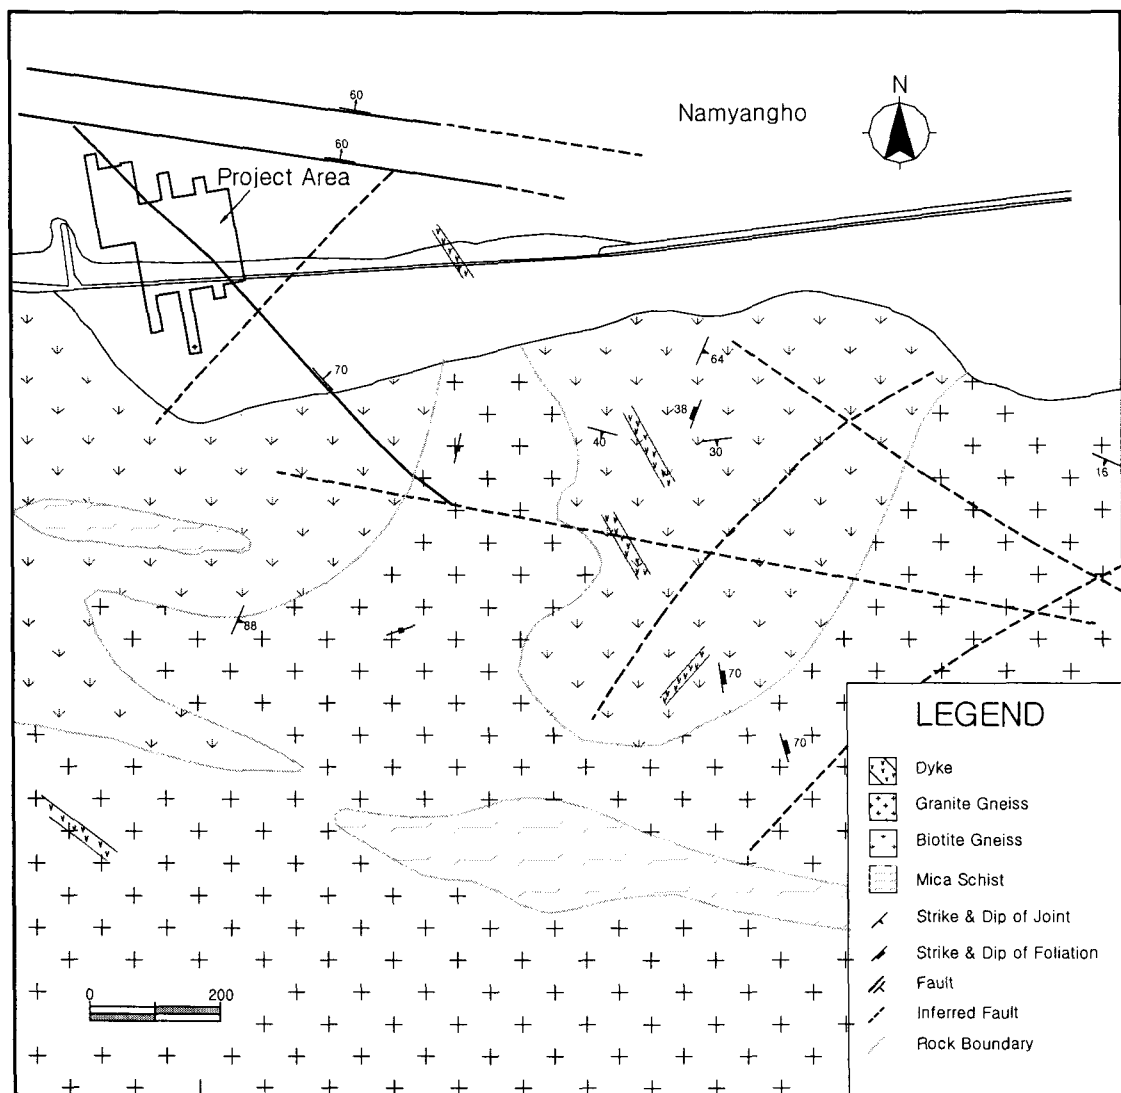 60
N
Namyangho
60
Project Area
70
64
38
40
30
16
88
70
70
LEGEND
Dyke
Granite Gneiss
Biotite Gneiss
Mica Schist
Strike & Dip of Joint
Strike & Dip of Foliation
Fault
Inferred Fault
Rock Boundary
0 200